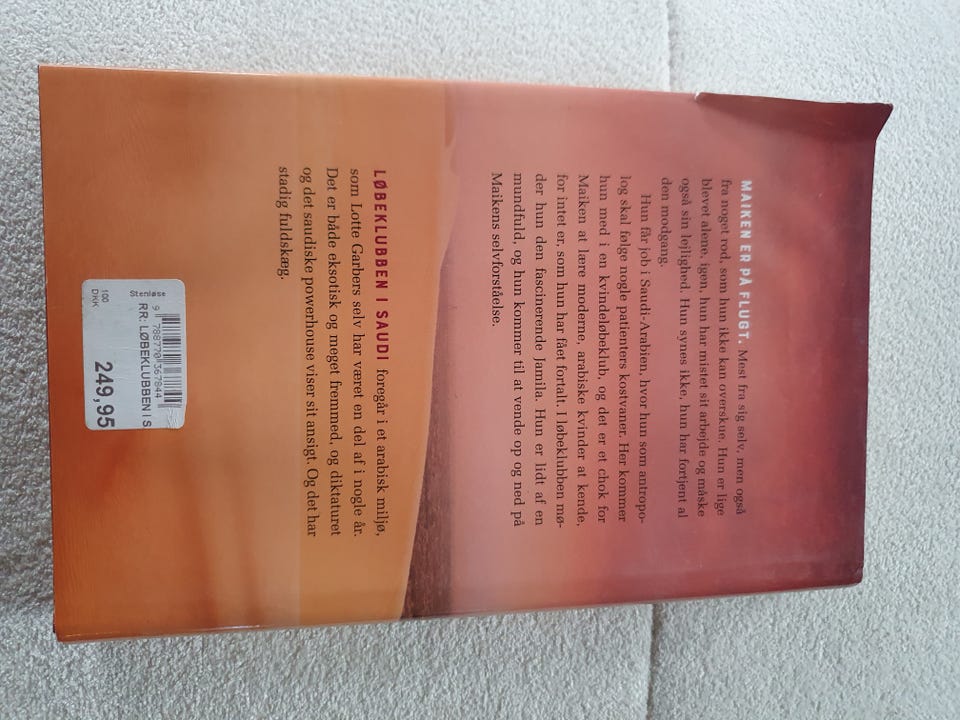 MAIKEN ER PÅ FLUGT. Mest fra sig selv, men også
fra noget rod, som hun ikke kan overskue. Hun er lige
blevet alene, igen, hun har mistet sit arbejde og måske
også sin lejlighed. Hun synes ikke, hun har fortjent al
den modgang.
Hun får job i Saudi-Arabien, hvor hun som antropo-
log skal følge nogle patienters kostvaner. Her kommer
hun med i en kvindeløbeklub, og det er et chok for
Maiken at lære moderne, arabiske kvinder at kende,
for intet er, som hun har fået fortalt. I løbeklubben mø-
der hun den fascinerende Jamila. Hun er lidt af en
mundfuld, og hun kommer til at vende op og ned på
Maikens selvforståelse.
LØBEKLUBBEN I SAUDI foregår i et arabisk miljø,
som Lotte Garbers selv har været en del af i nogle år.
Det er både eksotisk og meget fremmed, og diktaturet
og det saudiske powerhouse viser sit ansigt. Og det har
stadig fuldskæg.
Stenløse
9 788770 367844
RR: LØBEKLUBBEN I S
100
DKK
249,95